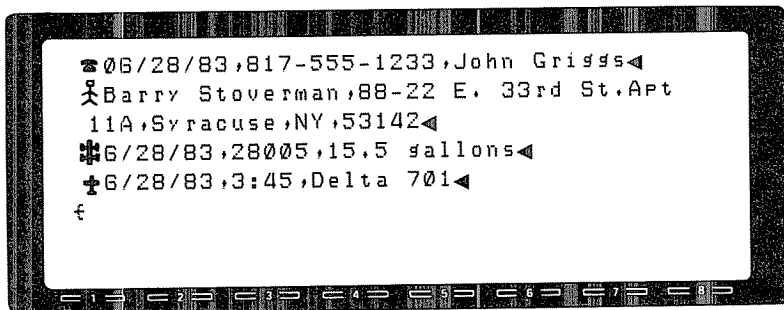 ☎06/28/83,817-555-1233,John Griggs◀
Barry Stoverman,88-22 E. 33rd St.Apt
11A,Syracuse,NY,53142◀
6/28/83,28005,15.5 gallons◀
6/28/83,3:45,Delta 701◀
1 2 3 4 5 6 7 8